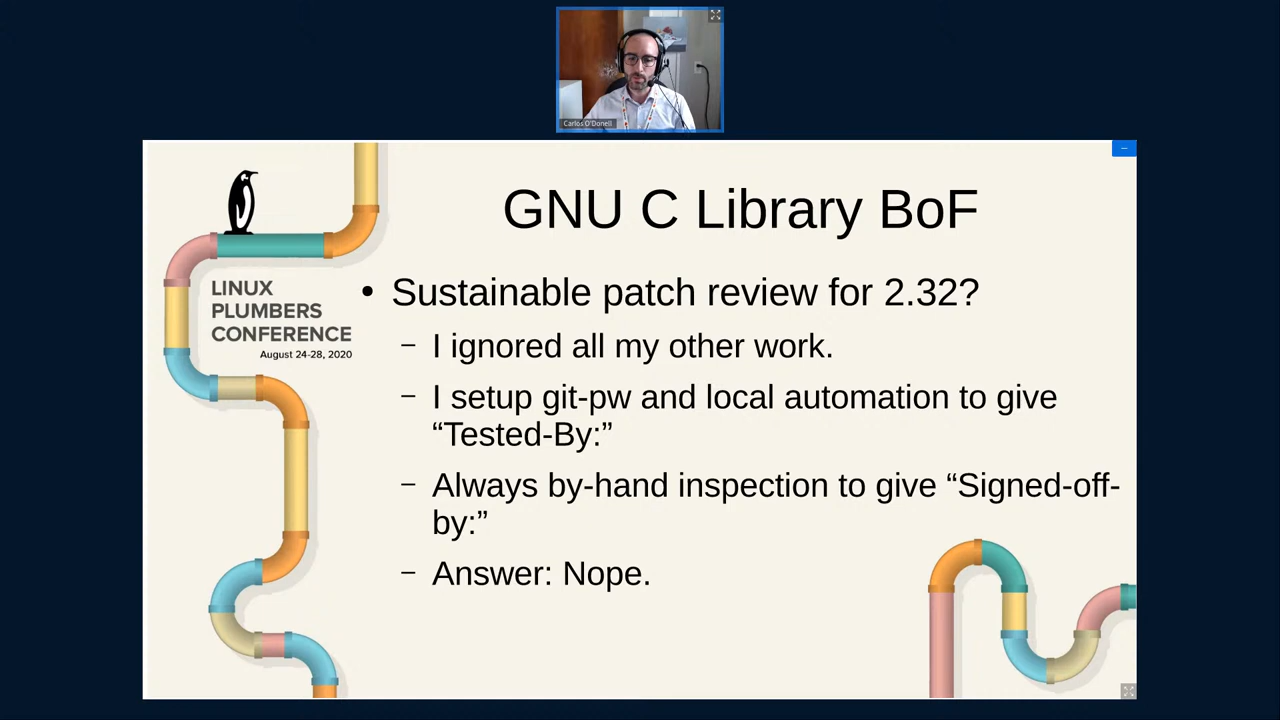 Carlos O'Donell
GNU C Library BoF
LINUX
PLUMBERS
CONFERENCE
August 24-28, 2020
• Sustainable patch review for 2.32?
– I ignored all my other work.
– I setup git-pw and local automation to give
“Tested-By:”
– Always by-hand inspection to give “Signed-off-
by:”
– Answer: Nope.